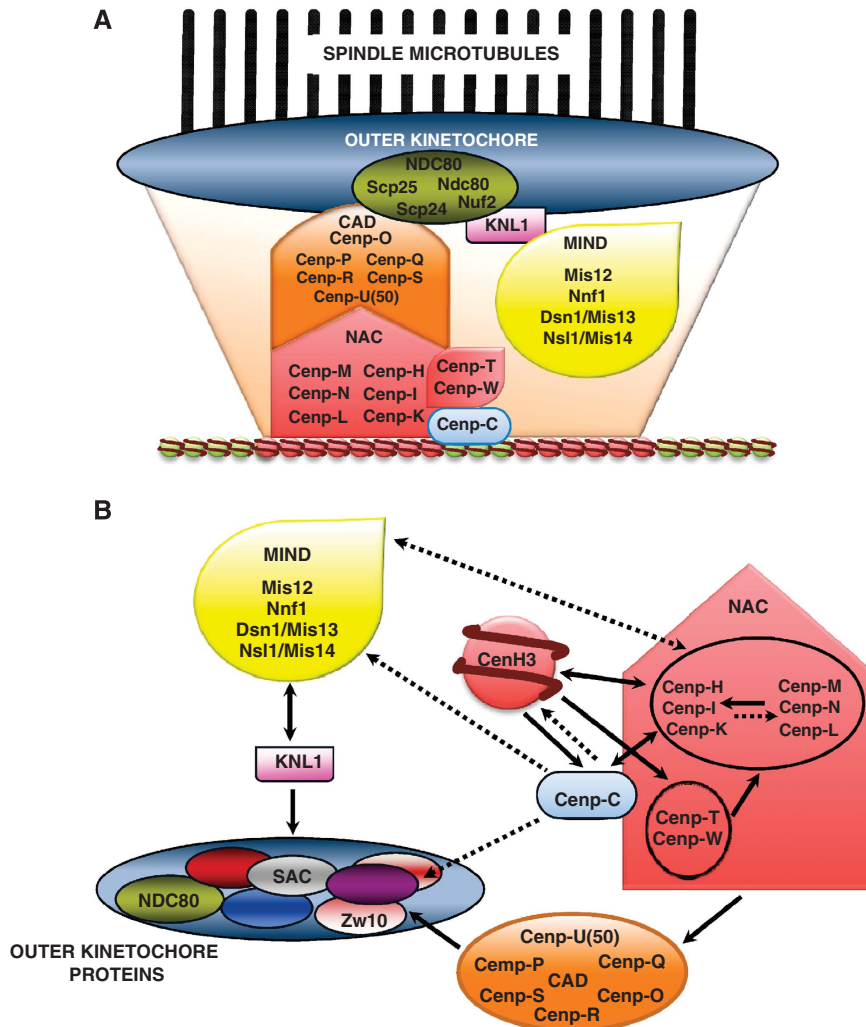 A
SPINDLE MICROTUBULES
OUTER KINETOCHORE
NDC80
Scp25 Ndc80
Scp24 Nuf2
KNL1
CAD
Cenp-O
Cenp-P Cenp-Q
Cenp-R Cenp-S
Cenp-U(50)
MIND
Mis12
Nnf1
Dsn1/Mis13
Nsl1/Mis14
NAC
Cenp-M Cenp-H
Cenp-N Cenp-I
Cenp-L Cenp-K
Cenp-T
Cenp-W
Cenp-C
B
MIND
Mis12
Nnf1
Dsn1/Mis13
Nsl1/Mis14
CenH3
NAC
Cenp-H Cenp-M
Cenp-I Cenp-N
Cenp-K Cenp-L
KNL1
Cenp-C
Cenp-T
Cenp-W
SAC
NDC80
Zw10
OUTER KINETOCHORE
PROTEINS
Cenp-U(50)
Cemp-P Cenp-Q
CAD
Cenp-S Cenp-O
Cenp-R